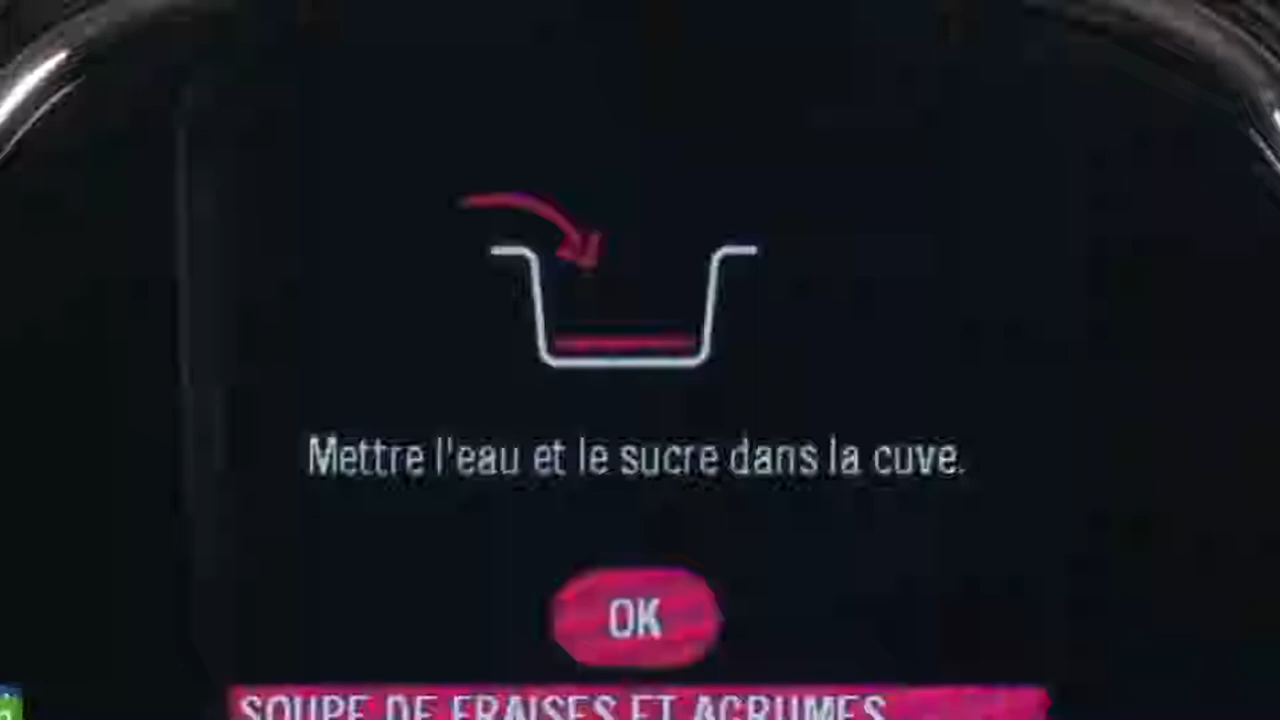 Mettre l'eau et le sucre dans la cuve.
OK
SOUPE DE FRAISES ET AGRUMES